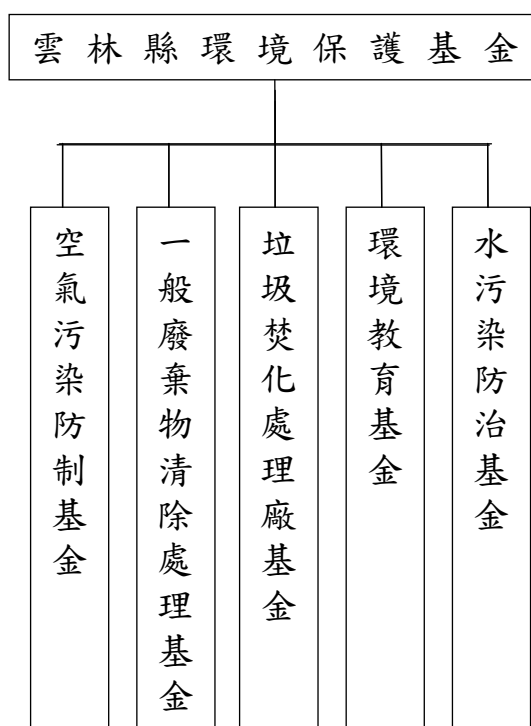 雲林縣環境保護基金
空氣污染防制基金
一般廢棄物清除處理基金
垃圾焚化處理廠基金
環境教育基金
水污染防治基金